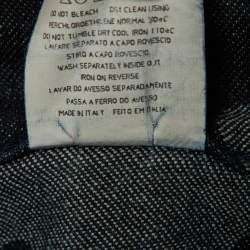 DO NOT BLEACH DRY CLEAN USING
PERCHLOROETHENE NORMAL
DO NOT TUMBLE DRY COOL IRON 110°C
LAVARE SEPARATO A CAPO ROVESCIO
STIRARE A CAPO ROVESCIO.
WASH SEPARATELY INSIDE OUT
IRON ON REVERSE
LAVAR DO AVESSO SEPARADAMENTE
PASSA A FERRO DO AVESSO
MADE IN ITALY FEITO EM ITALIA